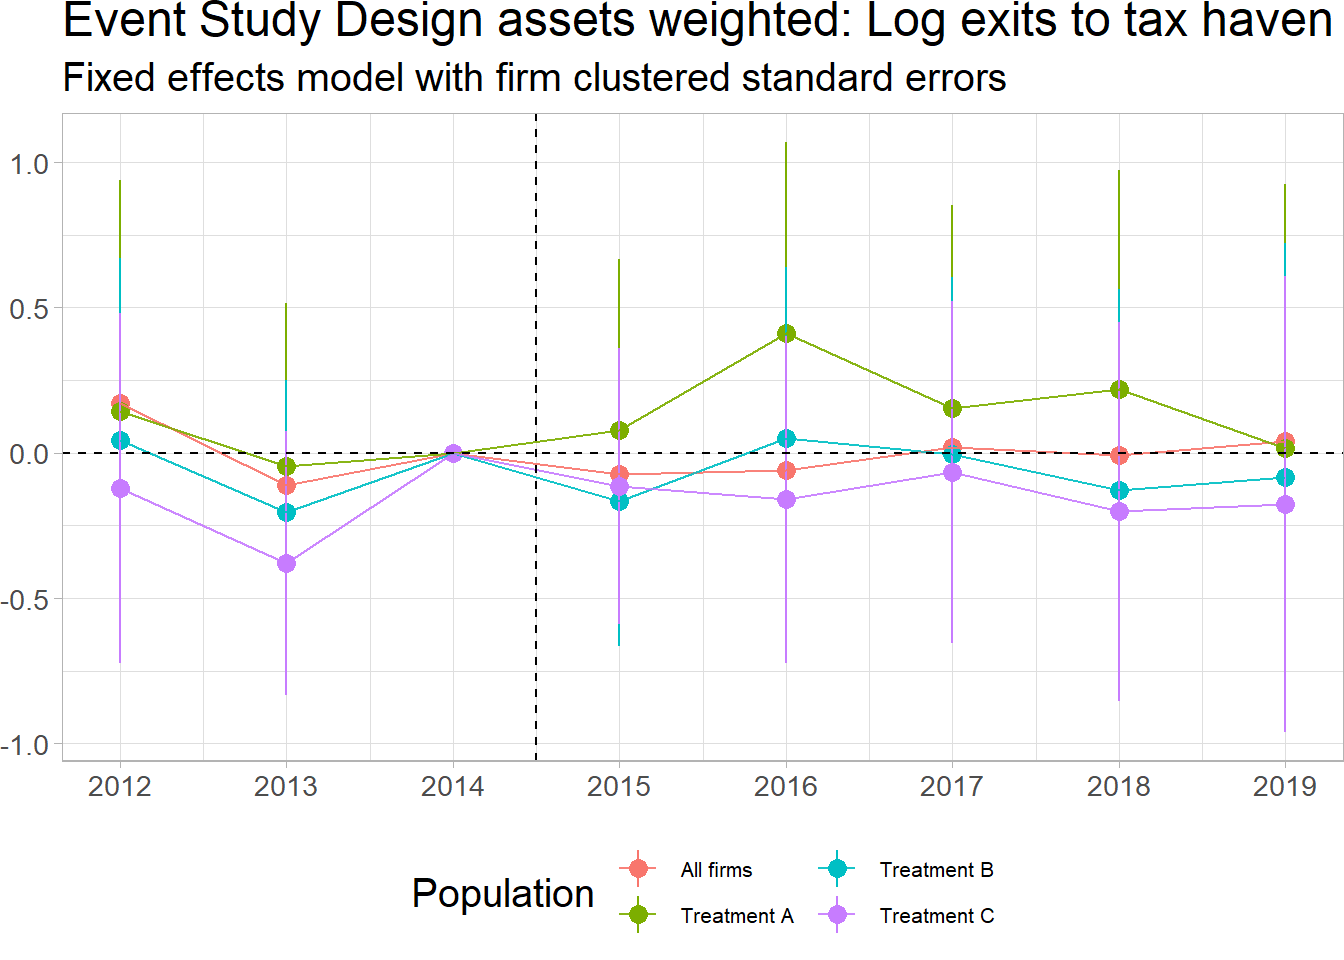 Event Study Design assets weighted: Log exits to tax haven
Fixed effects model with firm clustered standard errors
1.0
0.5
0.0
-0.5
-1.0
2012 2013 2014 2015 2016 2017 2018 2019
Population
All firms
Treatment A
Treatment B
Treatment C